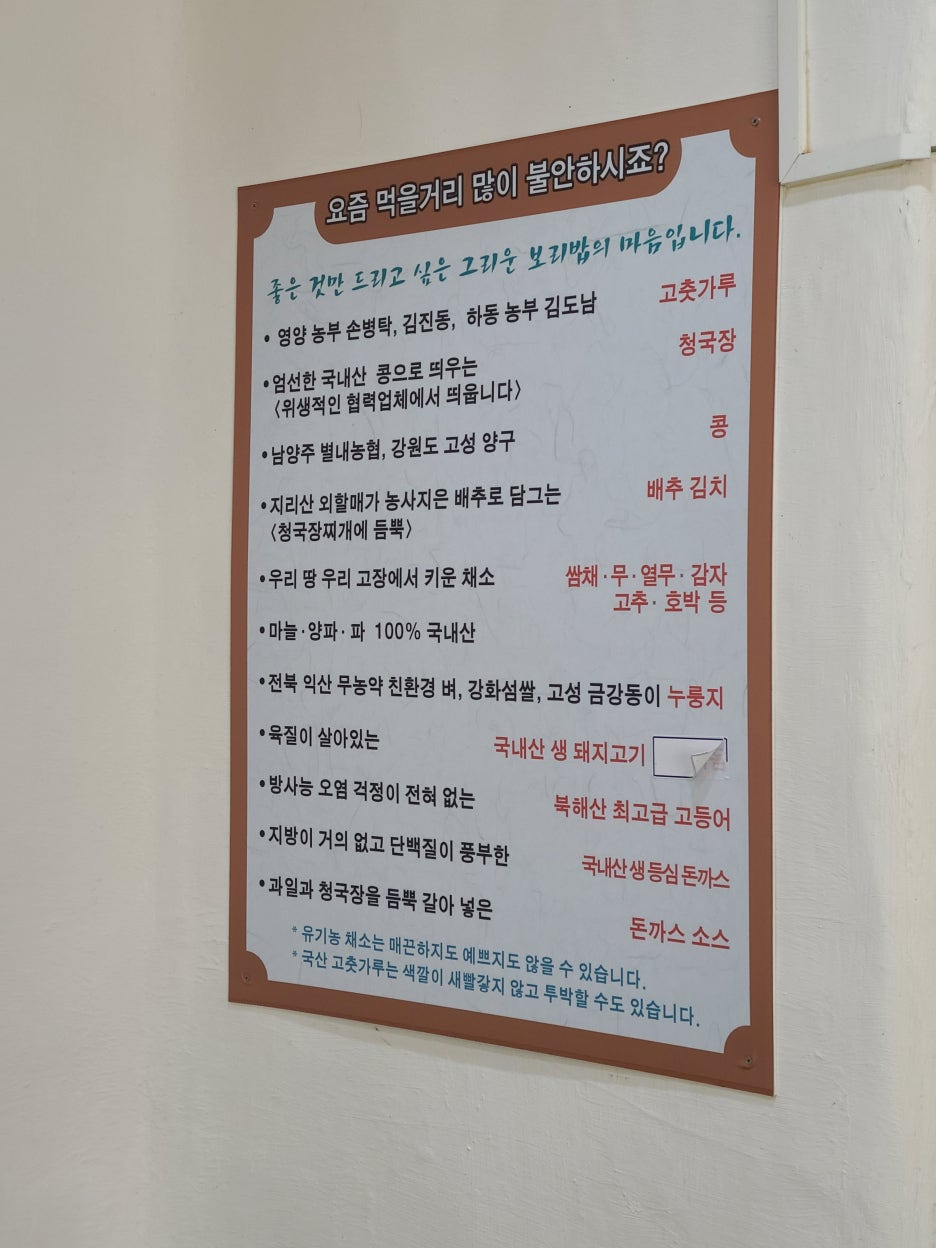 요즘 먹을거리 많이 불안하시죠?
좋은 것만 드리고 싶은 그리운 보리밥의 마음입니다.
• 영양 농부 손병탁, 김진동, 하동 농부 김도남 고춧가루
• 엄선한 국내산 콩으로 띄우는 청국장
〈위생적인 협력업체에서 띄웁니다〉
• 남양주 별내농협, 강원도 고성 양구 콩
• 지리산 외할매가 농사지은 배추로 담그는 배추 김치
〈청국장찌개에 듬뿍〉
• 우리 땅 우리 고장에서 키운 채소 쌈채 · 무 · 열무 · 감자
고추 · 호박 등
• 마늘 · 양파 · 파 100% 국내산
• 전북 익산 무농약 친환경 벼, 강화섬쌀, 고성 금강동이 누룽지
• 육질이 살아있는 국내산 생 돼지고기
• 방사능 오염 걱정이 전혀 없는 북해산 최고급 고등어
• 지방이 거의 없고 단백질이 풍부한 국내산 생 등심 돈까스
• 과일과 청국장을 듬뿍 갈아 넣은 돈까스 소스
* 유기농 채소는 매끈하지도 예쁘지도 않을 수 있습니다.
* 국산 고춧가루는 색깔이 새빨갛지 않고 투박할 수도 있습니다.